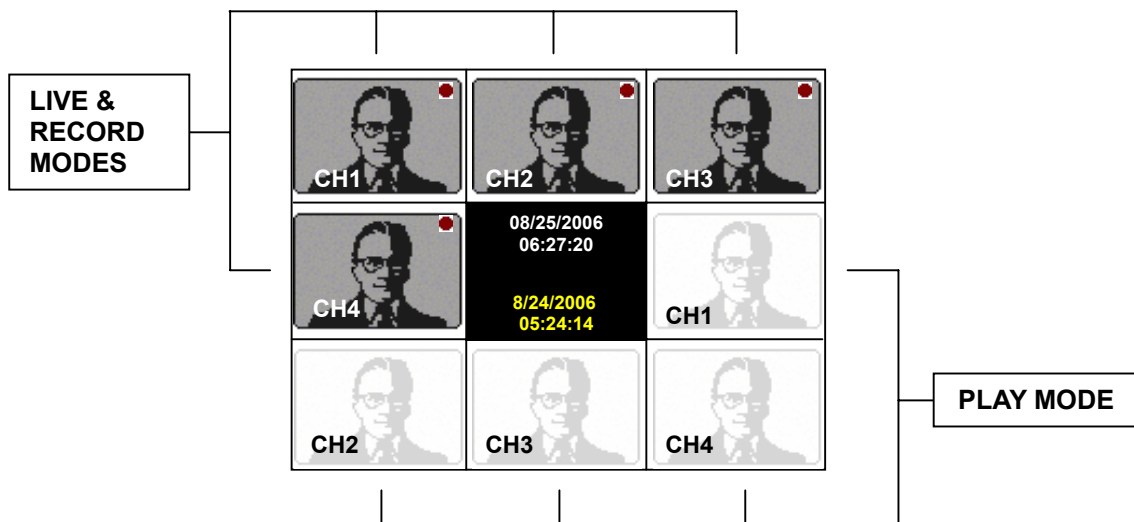 LIVE &
RECORD
MODES
CH1
CH2
CH3
CH4
08/25/2006
06:27:20
8/24/2006
05:24:14
CH1
CH2
CH3
CH4
PLAY MODE